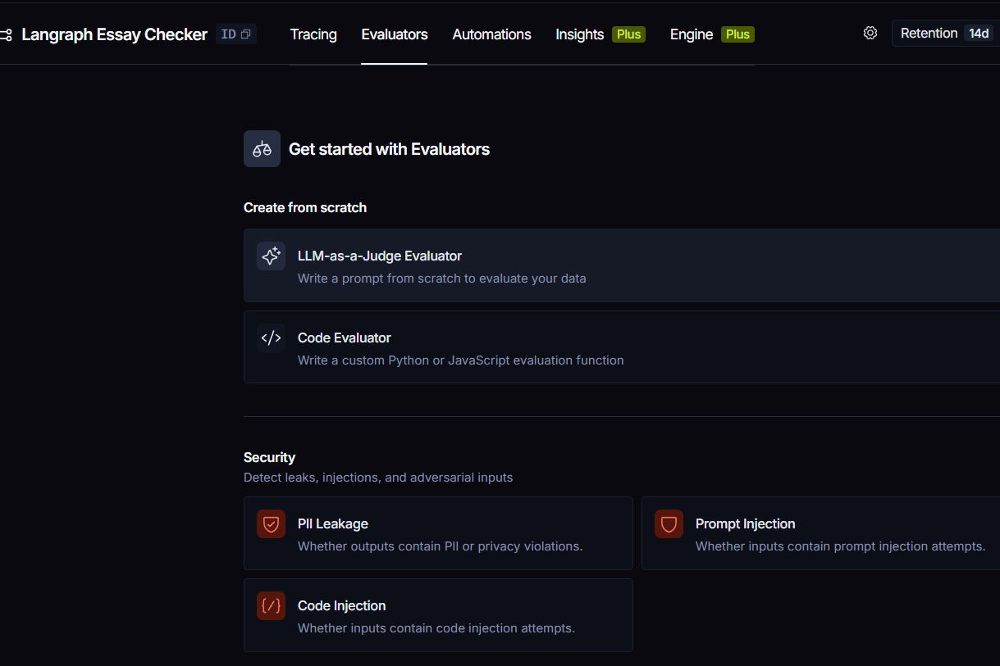 Langraph Essay Checker ID Tracing Evaluators Automations Insights Plus Engine Plus Retention 14d
Get started with Evaluators
Create from scratch
LLM-as-a-Judge Evaluator
Write a prompt from scratch to evaluate your data
Code Evaluator
Write a custom Python or JavaScript evaluation function
Security
Detect leaks, injections, and adversarial inputs
PII Leakage
Whether outputs contain PII or privacy violations.
Prompt Injection
Whether inputs contain prompt injection attempts.
Code Injection
Whether inputs contain code injection attempts.